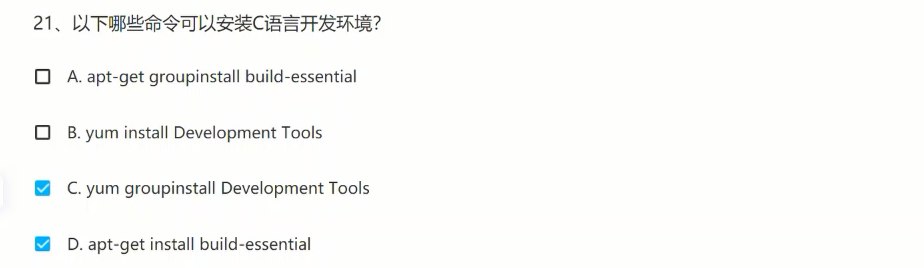 21、以下哪些命令可以安装C语言开发环境？
A. apt-get groupinstall build-essential
B. yum install Development Tools
C. yum groupinstall Development Tools
D. apt-get install build-essential